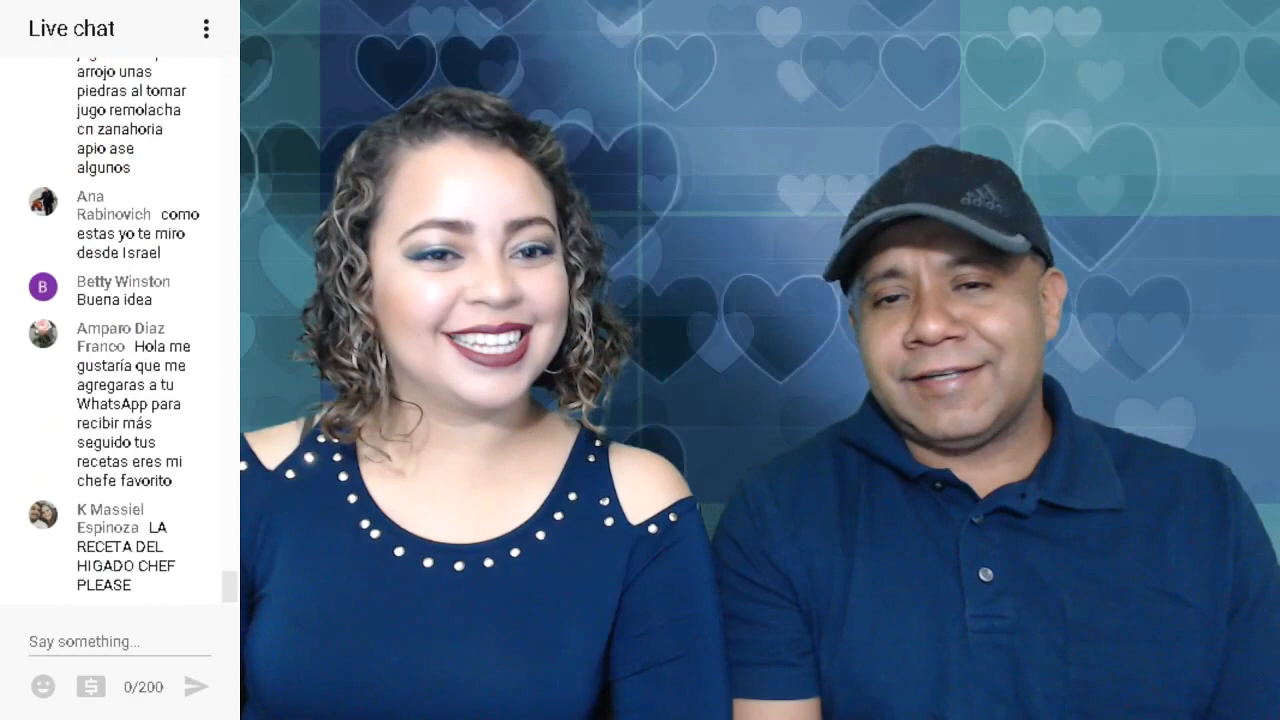 Live chat
arrojo unas
piedras al tomar
jugo remolacha
cn zanahoria
apio ase
algunos
Ana
Rabinovich como
estas yo te miro
desde Israel
B
Betty Winston
Buena idea
Amparo Diaz
Franco Hola me
gustaría que me
agregaras a tu
WhatsApp para
recibir más
seguido tus
recetas eres mi
chefe favorito
K Massiel
Espinoza LA
RECETA DEL
HIGADO CHEF
PLEASE
Say something...
0/200
adidas